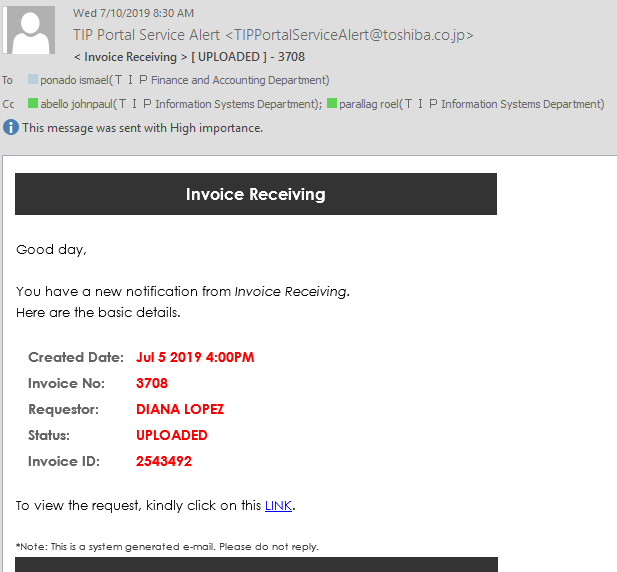 Wed 7/10/2019 8:30 AM
TIP Portal Service Alert <TIPPortalServiceAlert@toshiba.co.jp>
< Invoice Receiving > [ UPLOADED ] - 3708
To ponado ismael(ＴＩＰ Finance and Accounting Department)
Cc abello johnpaul(ＴＩＰ Information Systems Department); parallag roel(ＴＩＰ Information Systems Department)
This message was sent with High importance.
Invoice Receiving
Good day,
You have a new notification from Invoice Receiving.
Here are the basic details.
Created Date: Jul 5 2019 4:00PM
Invoice No: 3708
Requestor: DIANA LOPEZ
Status: UPLOADED
Invoice ID: 2543492
To view the request, kindly click on this LINK.
*Note: This is a system generated e-mail. Please do not reply.